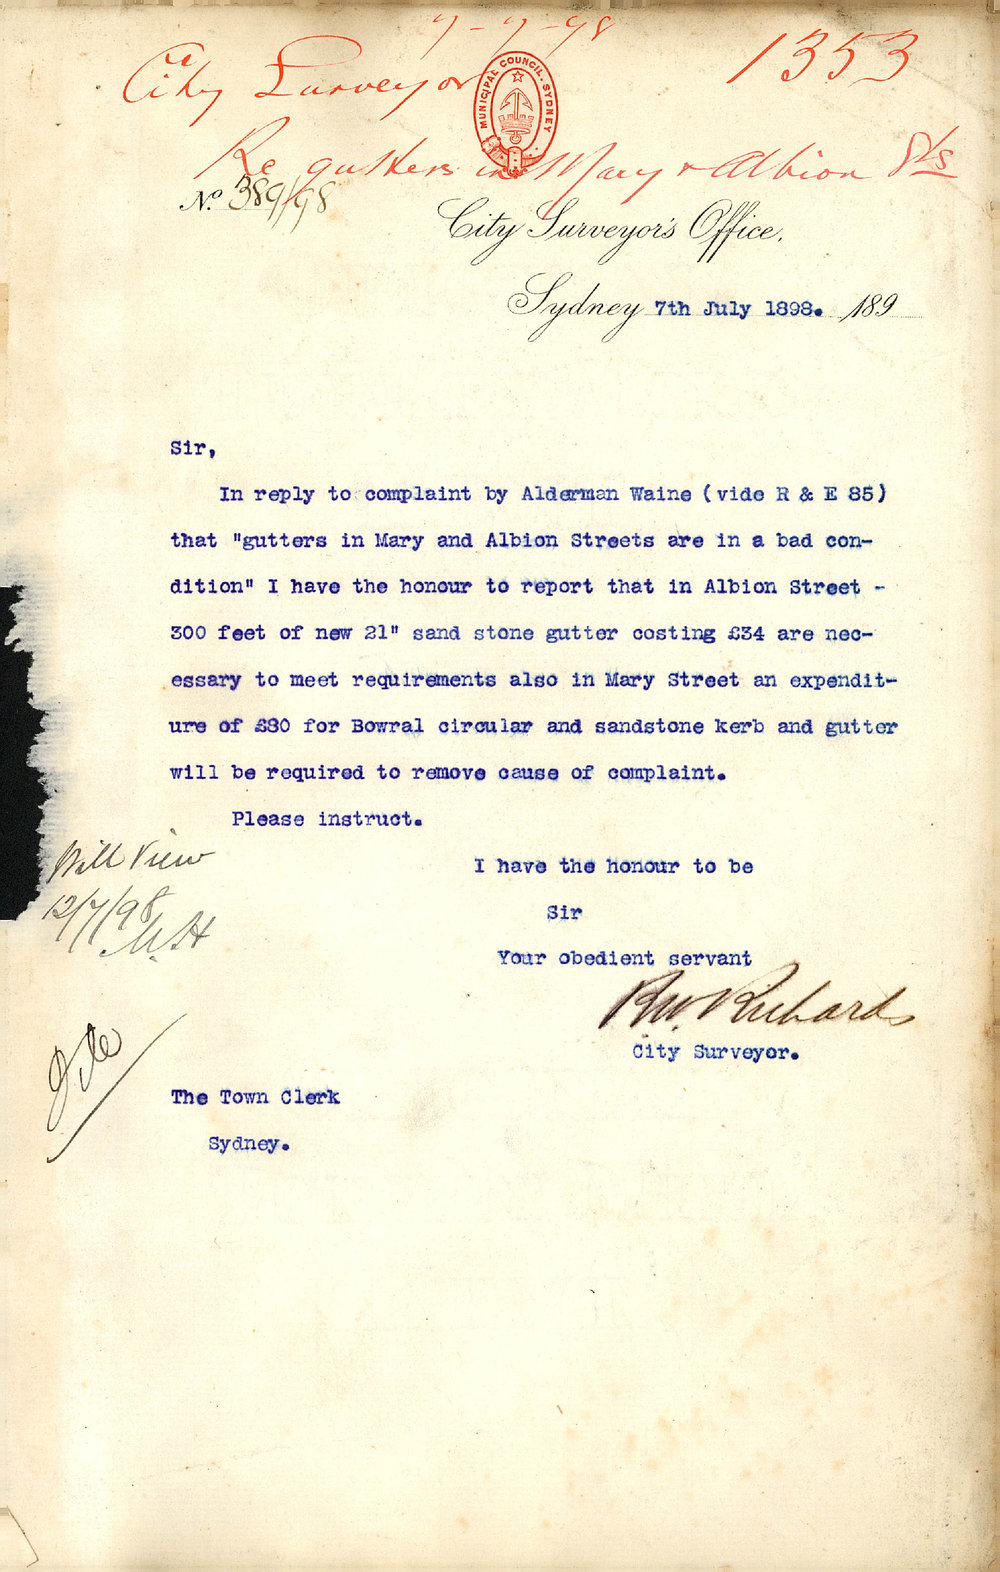 7-7-98
1353
City Surveyor
MUNICIPAL COUNCIL, SYDNEY
Re gutters in Mary & Albion Sts
No. 389/98
City Surveyor's Office,
Sydney 7th July 1898. 189
Sir,
In reply to complaint by Alderman Waine (vide R & E 85)
that "gutters in Mary and Albion Streets are in a bad con-
dition" I have the honour to report that in Albion Street -
300 feet of new 21" sand stone gutter costing £34 are nec-
essary to meet requirements also in Mary Street an expendit-
ure of £80 for Bowral circular and sandstone kerb and gutter
will be required to remove cause of complaint.
Please instruct.
I have the honour to be
Sir
Your obedient servant
RW. Richards
City Surveyor.
Will View
12/7/98
M.H
File
The Town Clerk
Sydney.